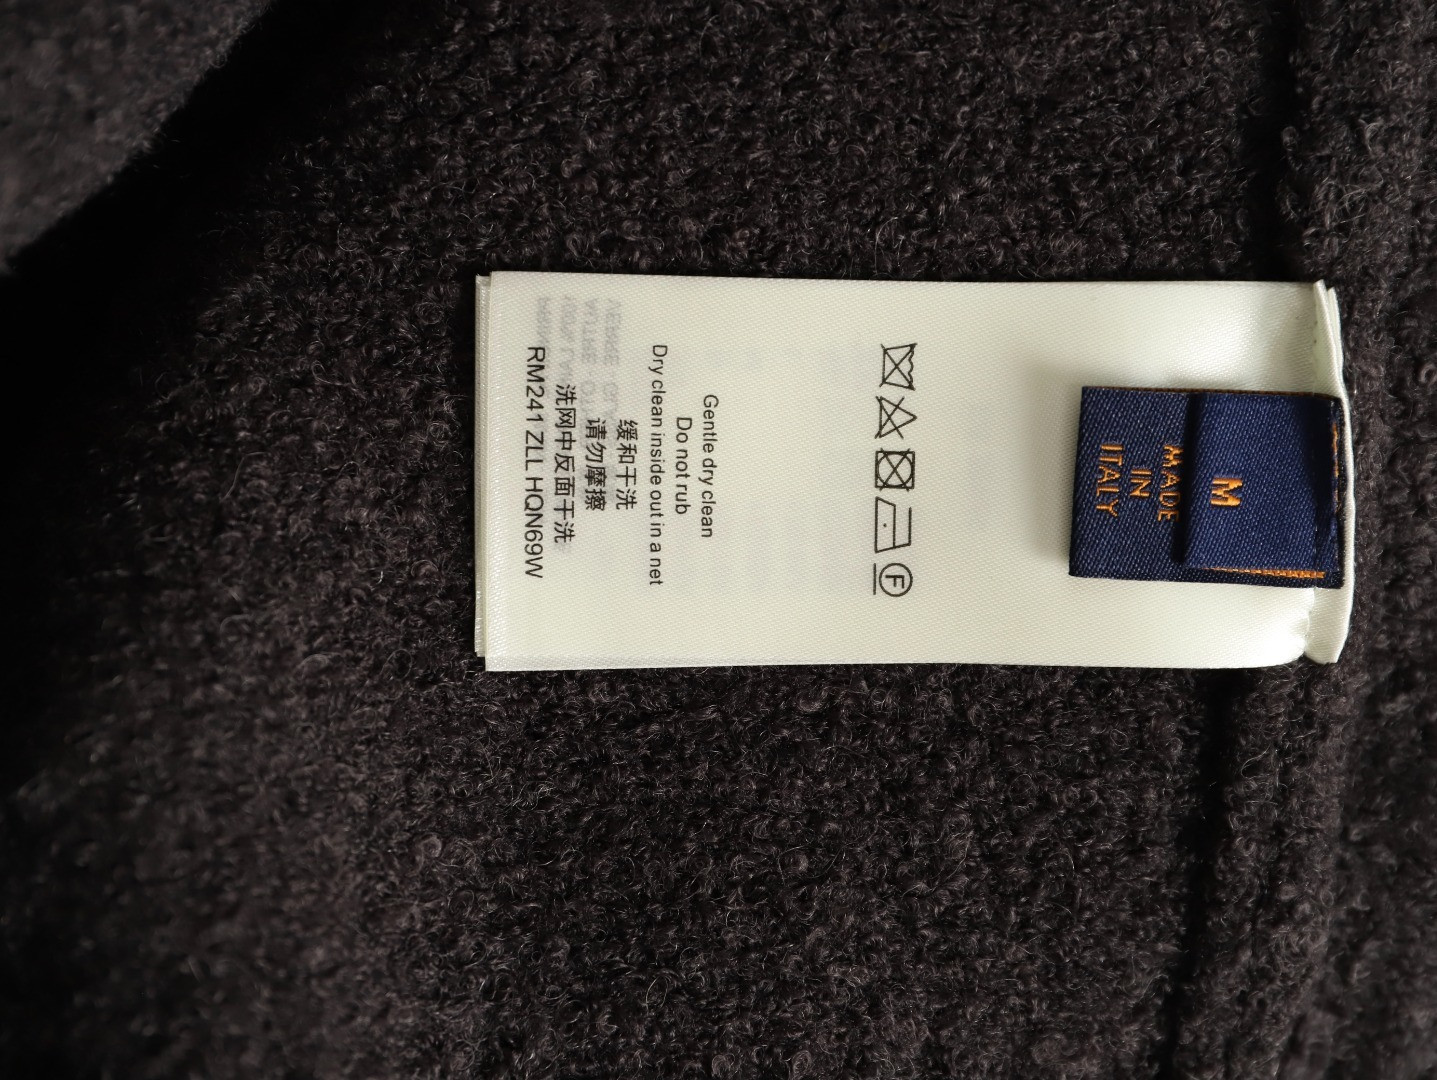 M
MADE
IN
ITALY
F
Gentle dry clean
Do not rub
Dry clean inside out in a net
缓和干洗
请勿摩擦
洗网中反面干洗
RM241 ZLL HQN69W